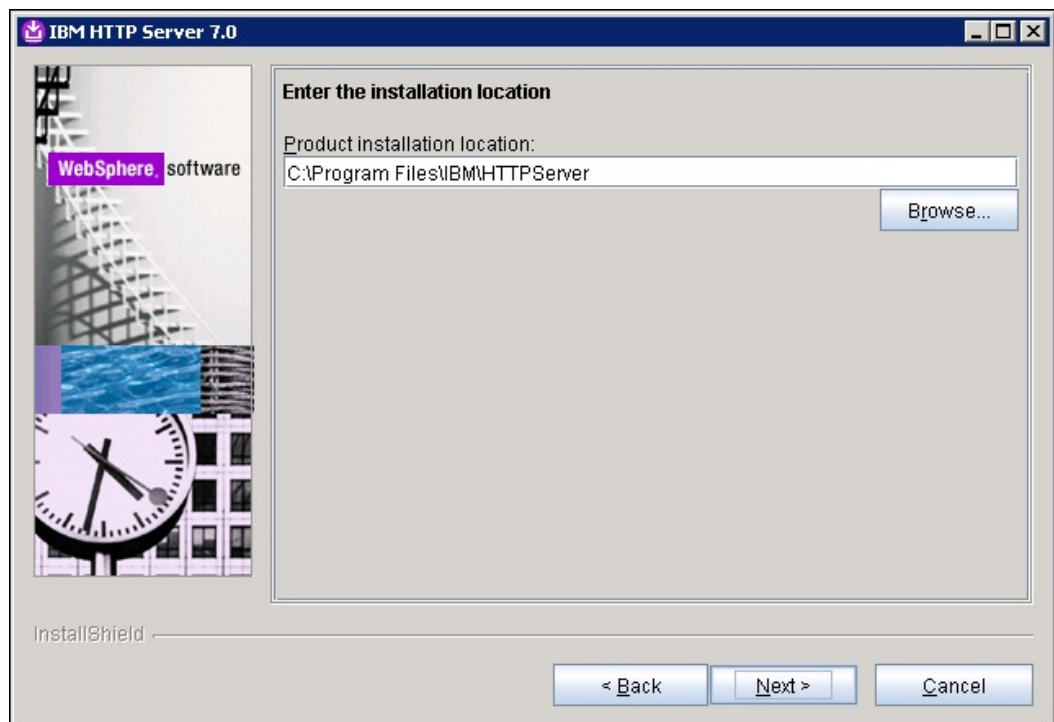 IBM HTTP Server 7.0
WebSphere. software
Enter the installation location
Product installation location:
C:\Program Files\IBM\HTTPServer
Browse...
InstallShield
< Back
Next >
Cancel